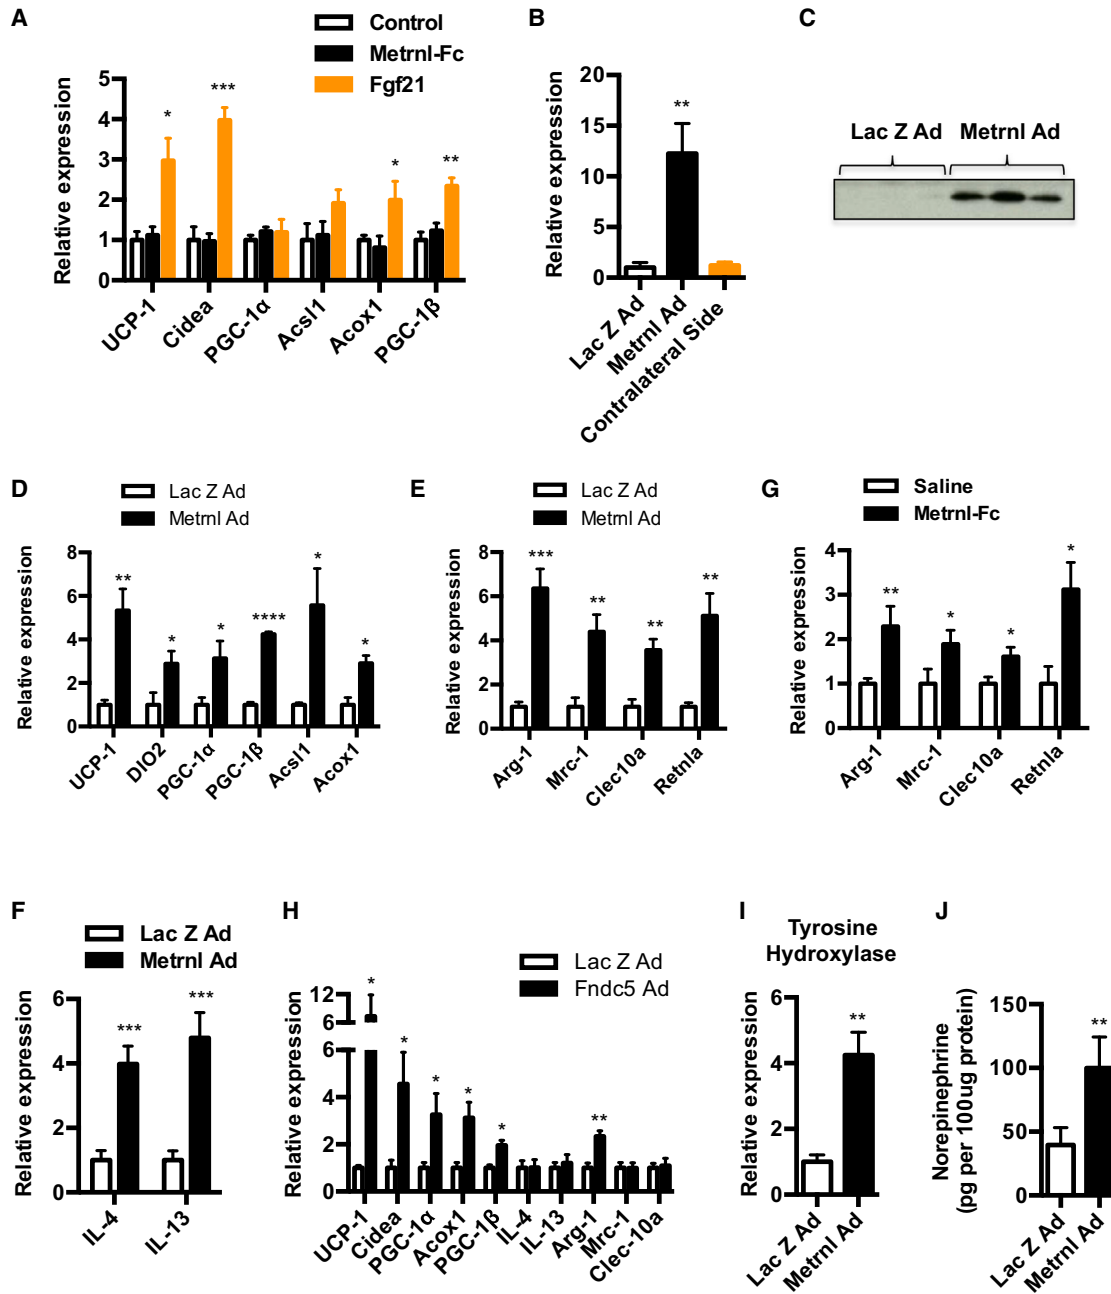 A
Control
Metrnl-Fc
Fgf21
Relative expression
5
4
3
2
1
0
* *** * **
UCP-1 Cidea PGC-1α Acsl1 Acox1 PGC-1β
B
Relative expression
20
15
10
5
0
**
Lac Z Ad Metrnl Ad Contralateral Side
C
Lac Z Ad Metrnl Ad
D
Lac Z Ad
Metrnl Ad
Relative expression
8
6
4
2
0
** * * **** * *
UCP-1 DIO2 PGC-1α PGC-1β Acsl1 Acox1
E
Lac Z Ad
Metrnl Ad
Relative expression
8
6
4
2
0
*** ** ** **
Arg-1 Mrc-1 Clec10a Retnla
G
Saline
Metrnl-Fc
Relative expression
4
3
2
1
0
** * * *
Arg-1 Mrc-1 Clec10a Retnla
F
Lac Z Ad
Metrnl Ad
Relative expression
6
4
2
0
*** ***
IL-4 IL-13
H
Lac Z Ad
Fndc5 Ad
Relative expression
12
6
6
4
2
0
* * * * * **
UCP-1 Cidea PGC-1α Acox1 PGC-1β IL-4 IL-13 Arg-1 Mrc-1 Clec-10a
I
Tyrosine
Hydroxylase
Relative expression
6
4
2
0
**
Lac Z Ad Metrnl Ad
J
Norepinephrine
(pg per 100ug protein)
150
100
50
0
**
Lac Z Ad Metrnl Ad